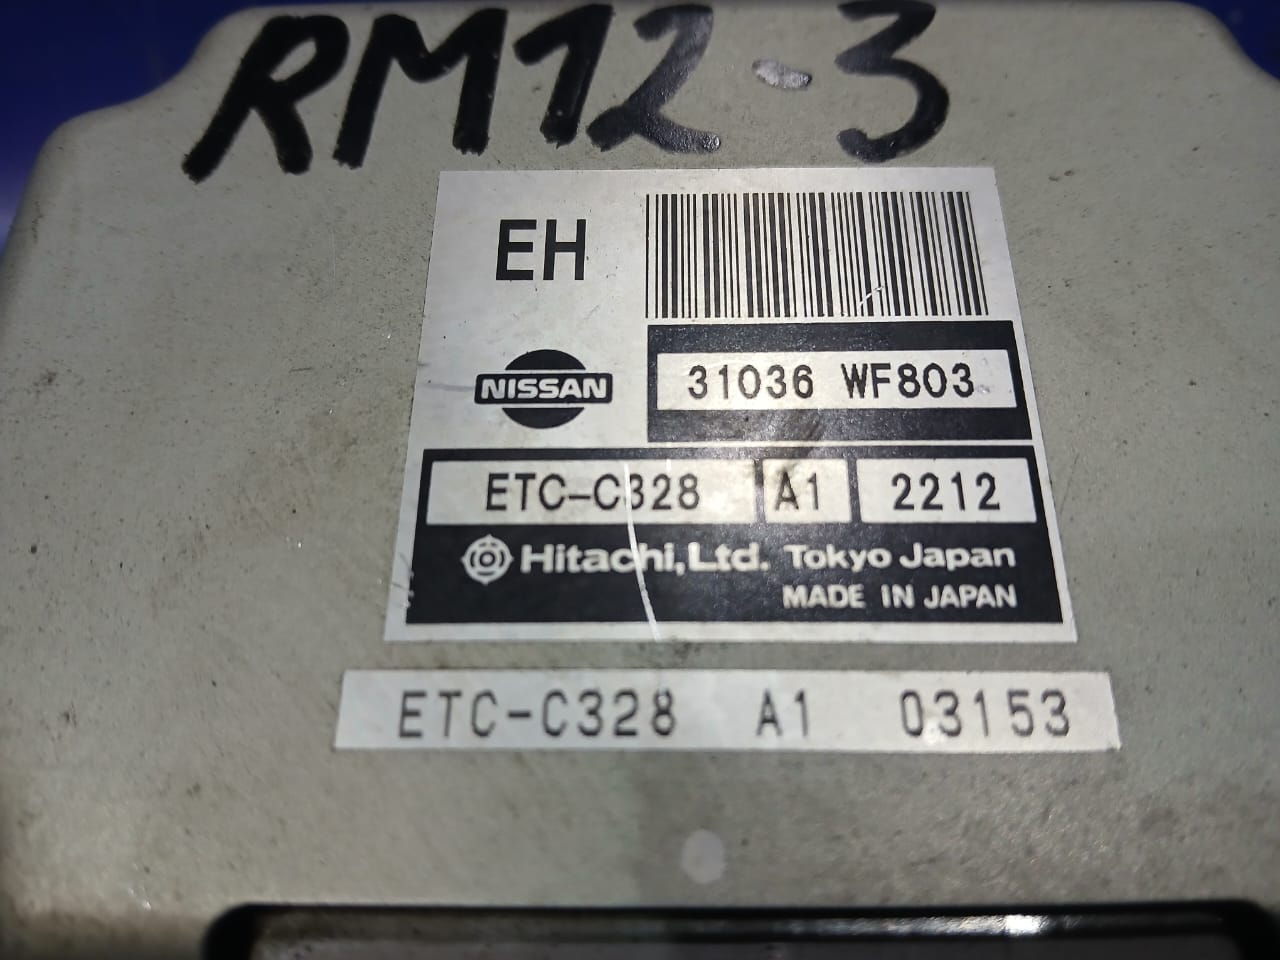 RM12-3
EH
NISSAN
31036 WF803
ETC-C328 A1 2212
Hitachi,Ltd. Tokyo Japan
MADE IN JAPAN
ETC-C328 A1 03153